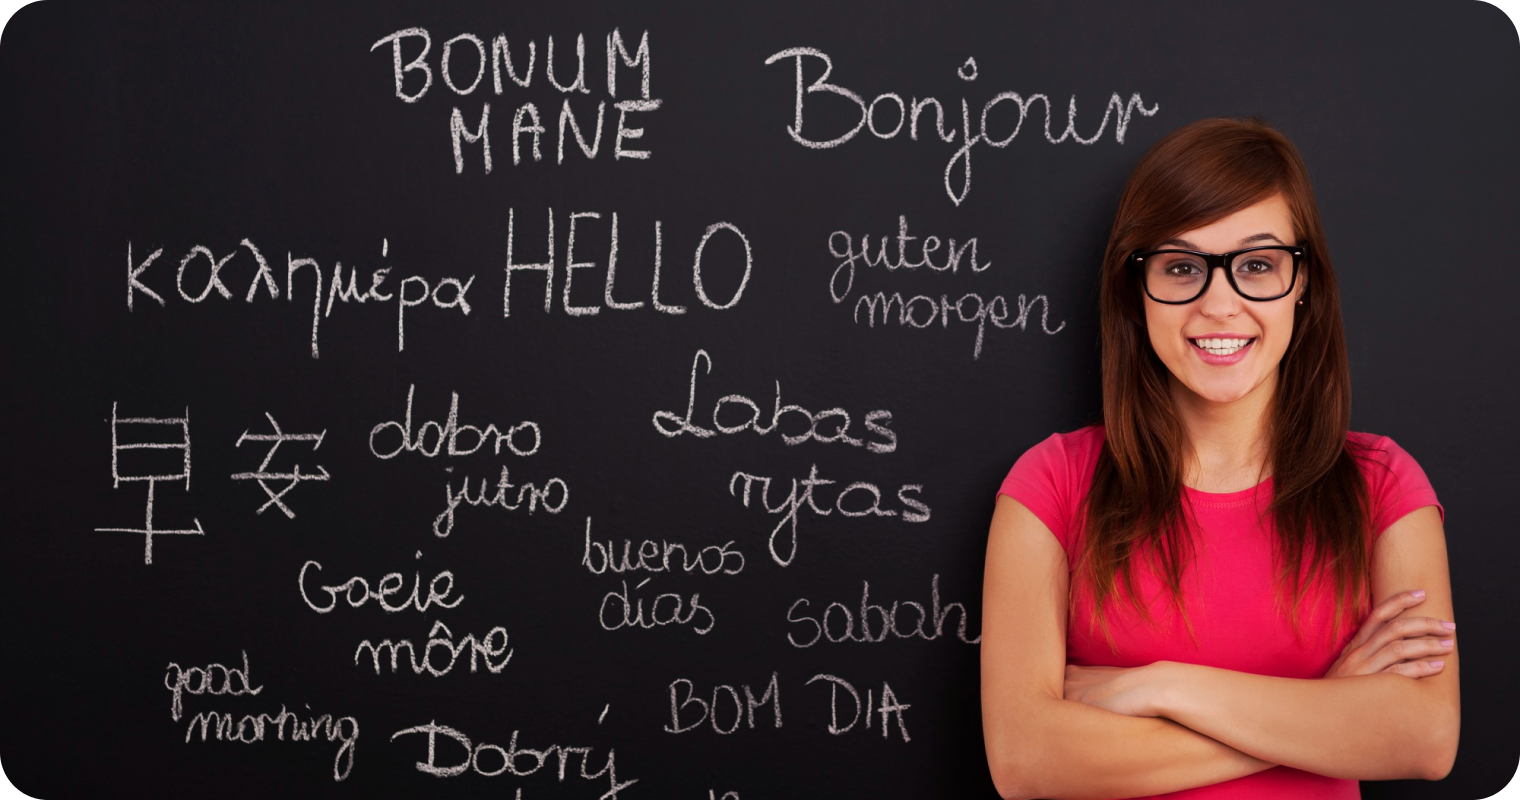 BONUM
MANE
Bonjour
καλημέρα
HELLO
guten
morgen
早安
dobro
jutro
Labas
rytas
Goeie
môre
buenos
días
sabah
good
morning
BOM DIA
Dobrý